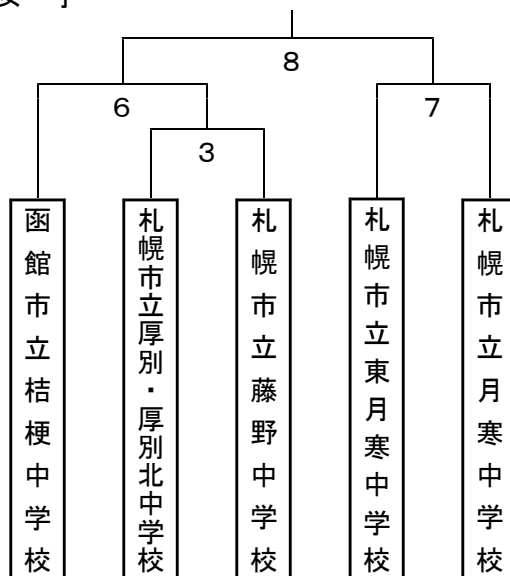 8
6
7
3
函館市立桔梗中学校
札幌市立厚別・厚別北中学校
札幌市立藤野中学校
札幌市立東月寒中学校
札幌市立月寒中学校